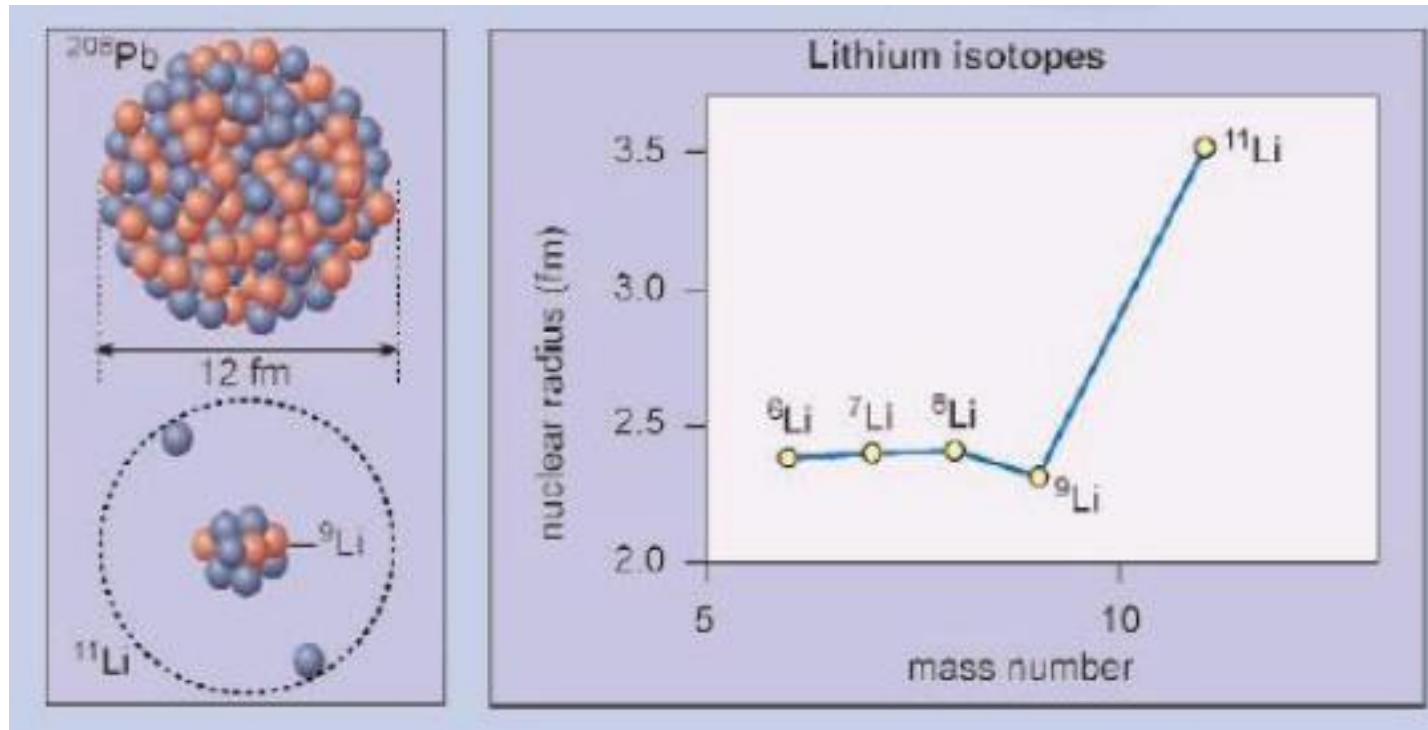 ²⁰⁸Pb
12 fm
⁹Li
¹¹Li
Lithium isotopes
nuclear radius (fm)
3.5
3.0
2.5
2.0
⁶Li
⁷Li
⁸Li
⁹Li
¹¹Li
5
10
mass number